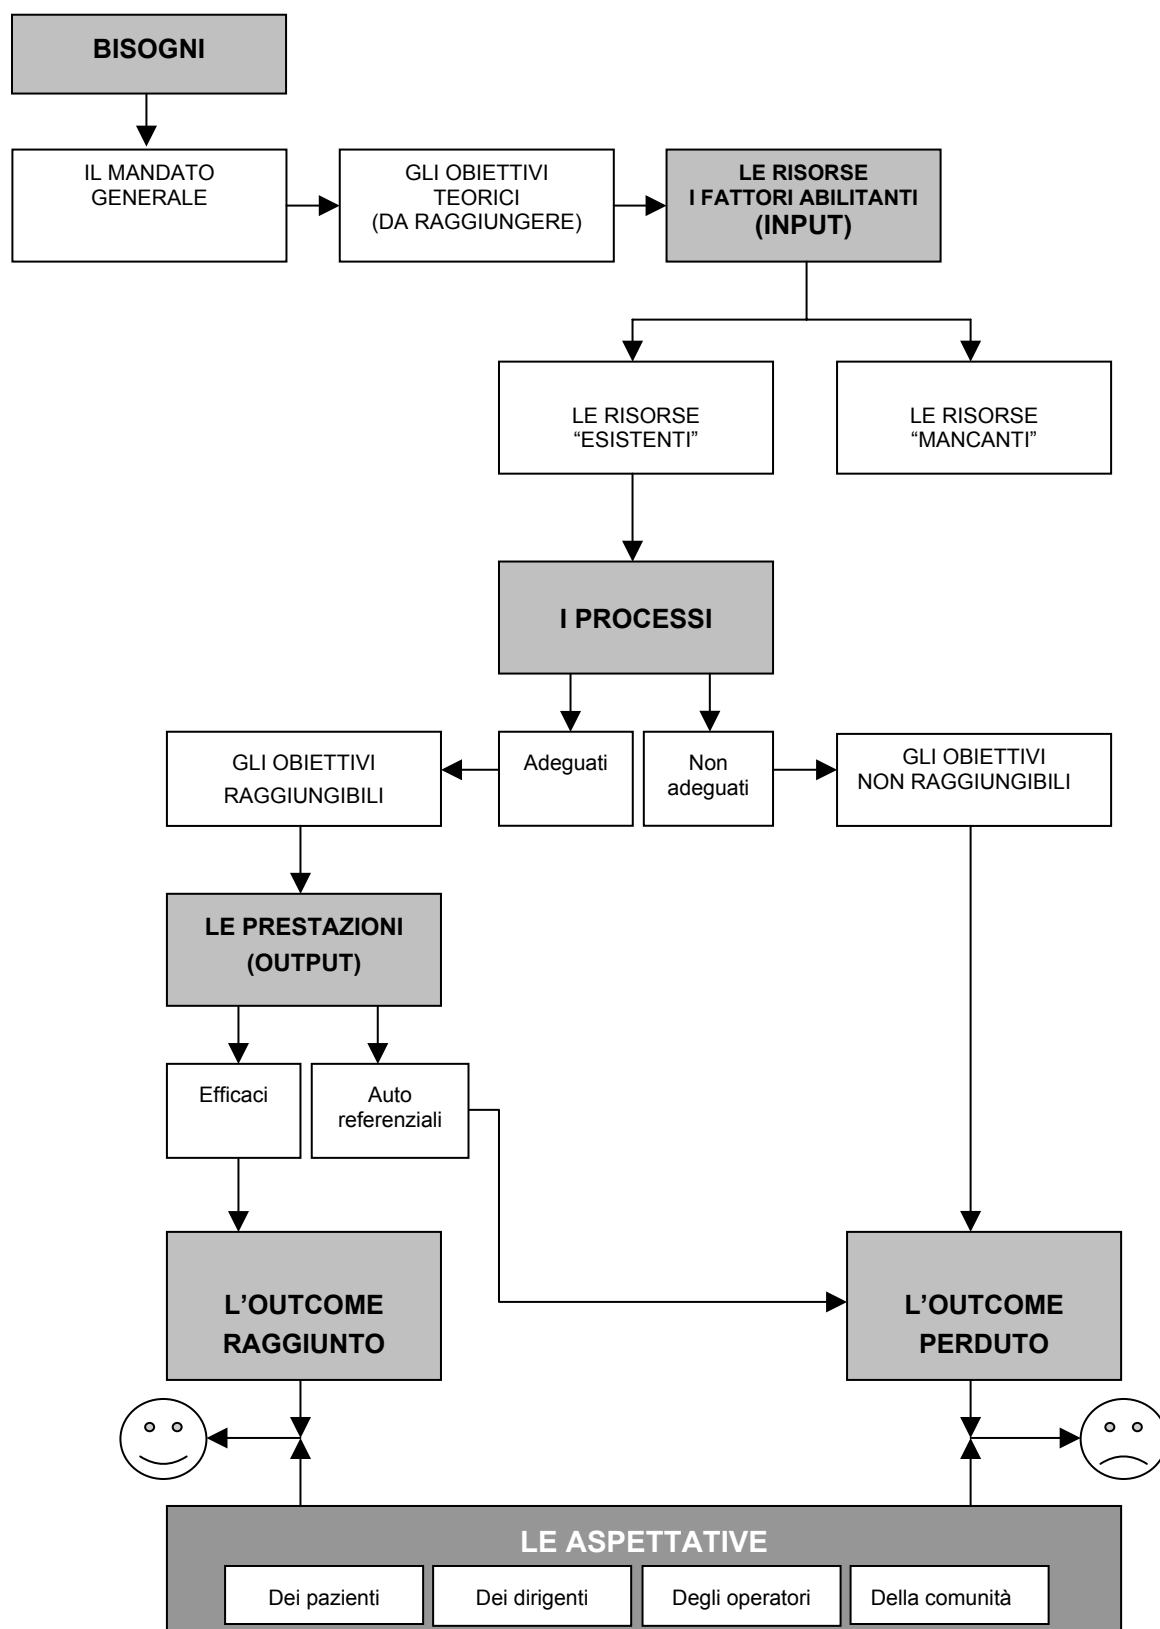 BISOGNI
IL MANDATO
GENERALE
GLI OBIETTIVI
TEORICI
(DA RAGGIUNGERE)
LE RISORSE
I FATTORI ABILITANTI
(INPUT)
LE RISORSE
“ESISTENTI”
LE RISORSE
“MANCANTI”
I PROCESSI
GLI OBIETTIVI
RAGGIUNGIBILI
Adeguati
Non
adeguati
GLI OBIETTIVI
NON RAGGIUNGIBILI
LE PRESTAZIONI
(OUTPUT)
Efficaci
Auto
referenziali
L’OUTCOME
RAGGIUNTO
L’OUTCOME
PERDUTO
LE ASPETTATIVE
Dei pazienti
Dei dirigenti
Degli operatori
Della comunità